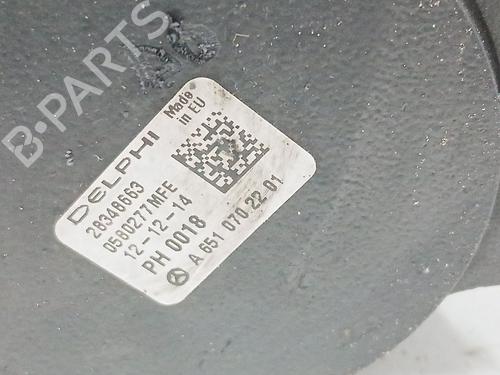 B-PARTS
DELPHI Made in EU
28348663
0580277MFE
12-12-14
PH 0018
A 651 070 22 01